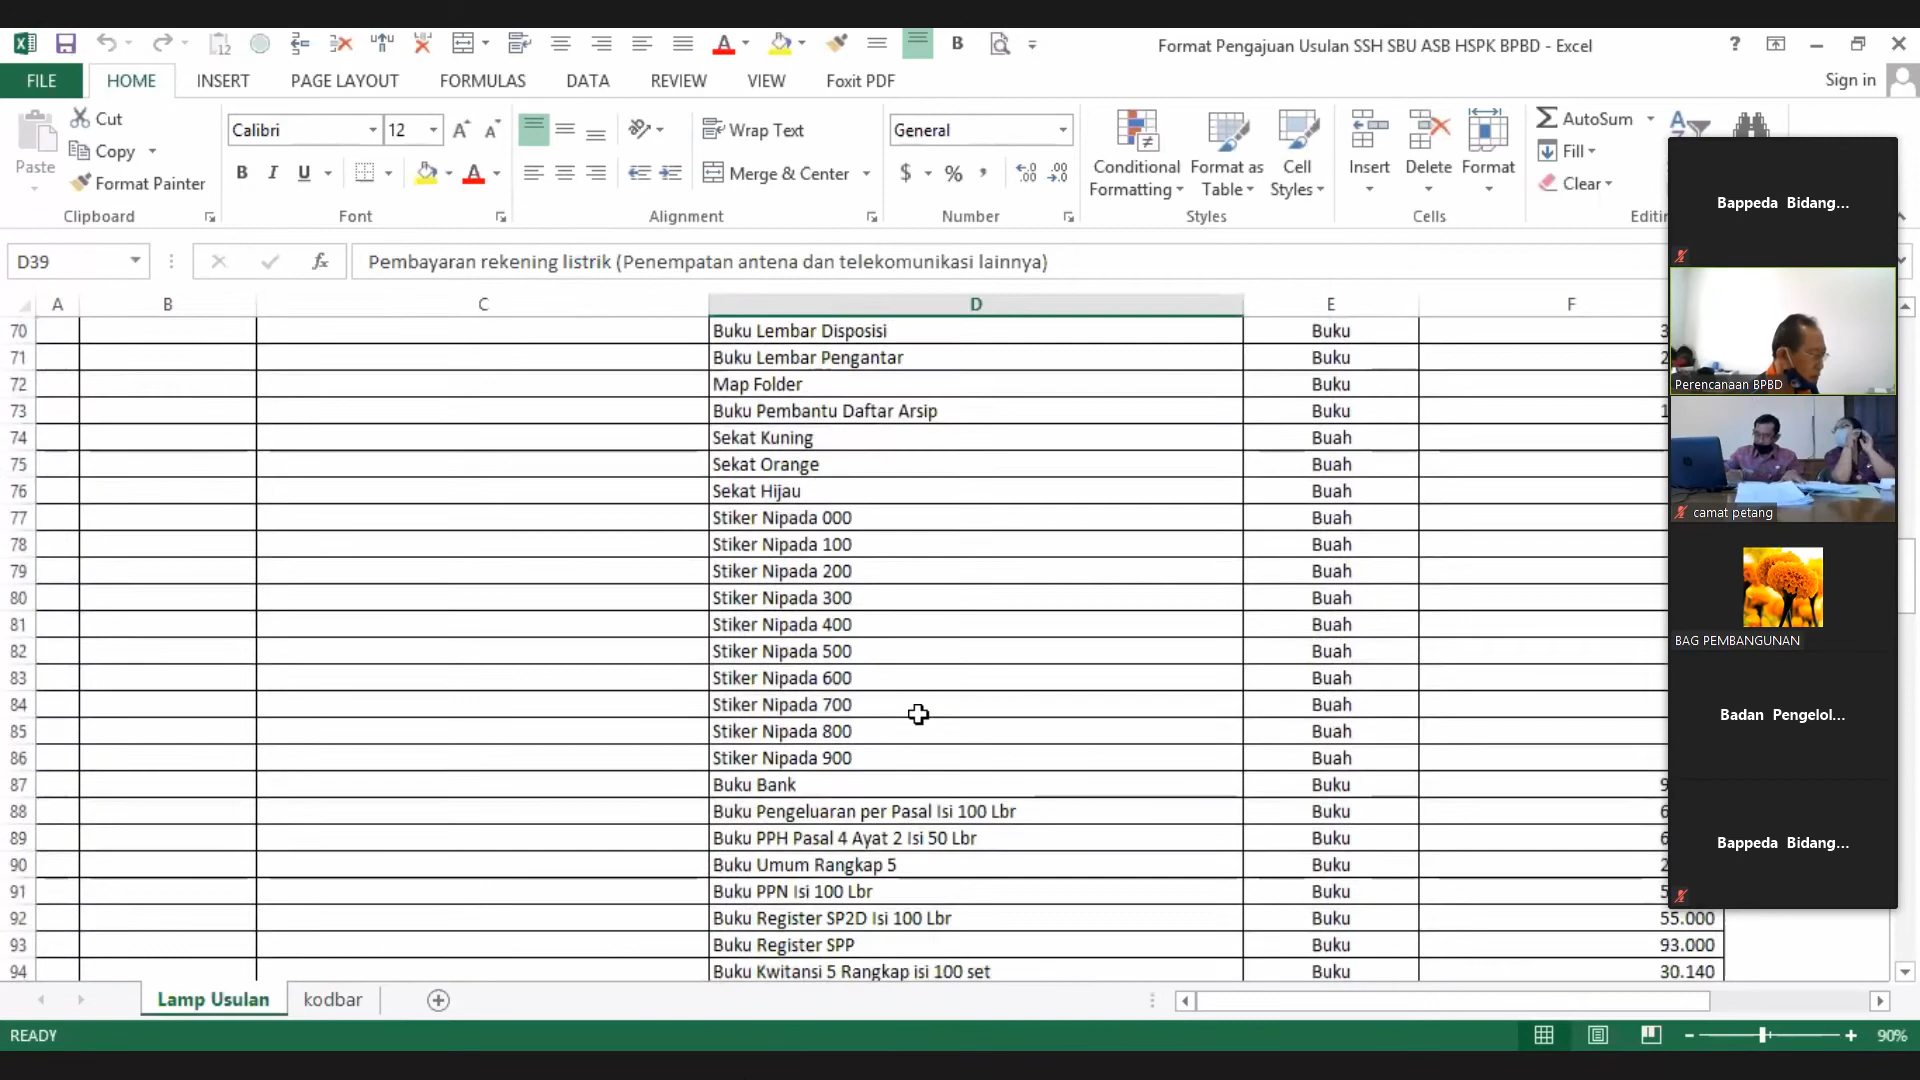 Format Pengajuan Usulan SSH SBU ASB HSPK BPBD - Excel
FILE HOME INSERT PAGE LAYOUT FORMULAS DATA REVIEW VIEW Foxit PDF Sign in
Paste Cut Copy Format Painter Clipboard
Calibri 12 B I U Font
Wrap Text Merge & Center Alignment
General $ % Number
Conditional Formatting Format as Table Cell Styles Styles
Insert Delete Format Cells
AutoSum Fill Clear
D39 fx Pembayaran rekening listrik (Penempatan antena dan telekomunikasi lainnya)
A B C D E F
70 Buku Lembar Disposisi Buku
71 Buku Lembar Pengantar Buku
72 Map Folder Buku
73 Buku Pembantu Daftar Arsip Buku
74 Sekat Kuning Buah
75 Sekat Orange Buah
76 Sekat Hijau Buah
77 Stiker Nipada 000 Buah
78 Stiker Nipada 100 Buah
79 Stiker Nipada 200 Buah
80 Stiker Nipada 300 Buah
81 Stiker Nipada 400 Buah
82 Stiker Nipada 500 Buah
83 Stiker Nipada 600 Buah
84 Stiker Nipada 700 Buah
85 Stiker Nipada 800 Buah
86 Stiker Nipada 900 Buah
87 Buku Bank Buku
88 Buku Pengeluaran per Pasal Isi 100 Lbr Buku
89 Buku PPH Pasal 4 Ayat 2 Isi 50 Lbr Buku
90 Buku Umum Rangkap 5 Buku
91 Buku PPN Isi 100 Lbr Buku
92 Buku Register SP2D Isi 100 Lbr Buku 55.000
93 Buku Register SPP Buku 93.000
94 Buku Kwitansi 5 Rangkap isi 100 set Buku 30.140
Bappeda Bidang...
Perencanaan BPBD
camat petang
BAG PEMBANGUNAN
Badan Pengelol...
Bappeda Bidang...
Lamp Usulan kodbar
READY 90%